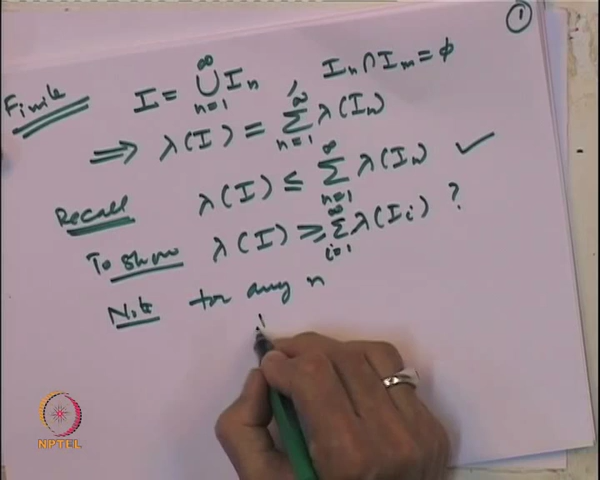 ①
Finite I = ⋃_{n=1}^{∞} I_n , I_n ∩ I_m = ϕ
⟹ λ(I) = ∑_{n=1}^{∞} λ(I_n)
Recall λ(I) ≤ ∑_{n=1}^{∞} λ(I_n) ✓
To Show λ(I) ≥ ∑_{i=1}^{∞} λ(I_i) ?
Note for any n
NPTEL